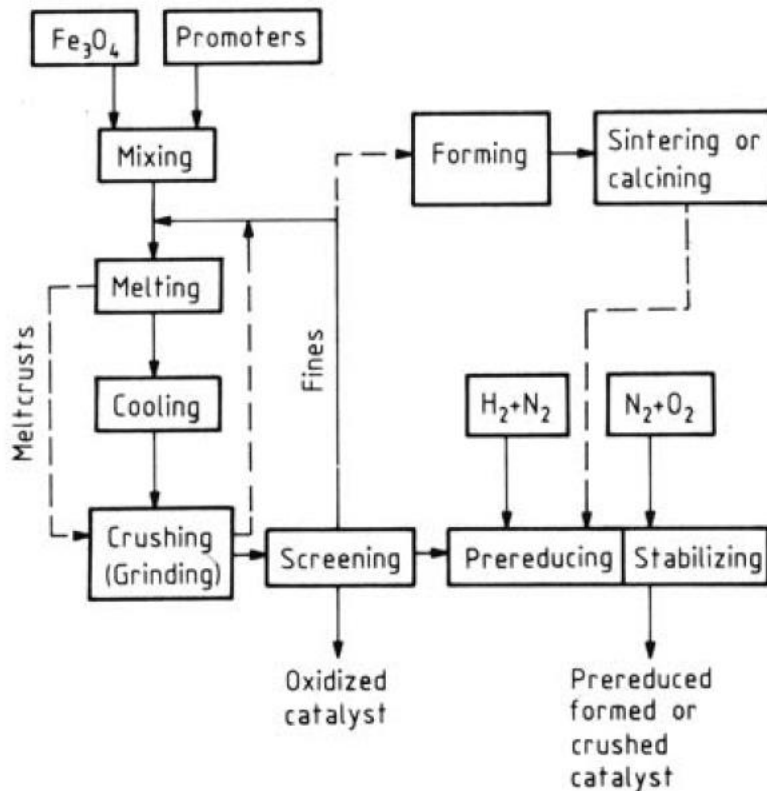 Fe₃O₄
Promoters
Mixing
Forming
Sintering or
calcining
Melting
Meltcrusts
Fines
Cooling
H₂+N₂
N₂+O₂
Crushing
(Grinding)
Screening
Prereducing
Stabilizing
Oxidized
catalyst
Prereduced
formed or
crushed
catalyst